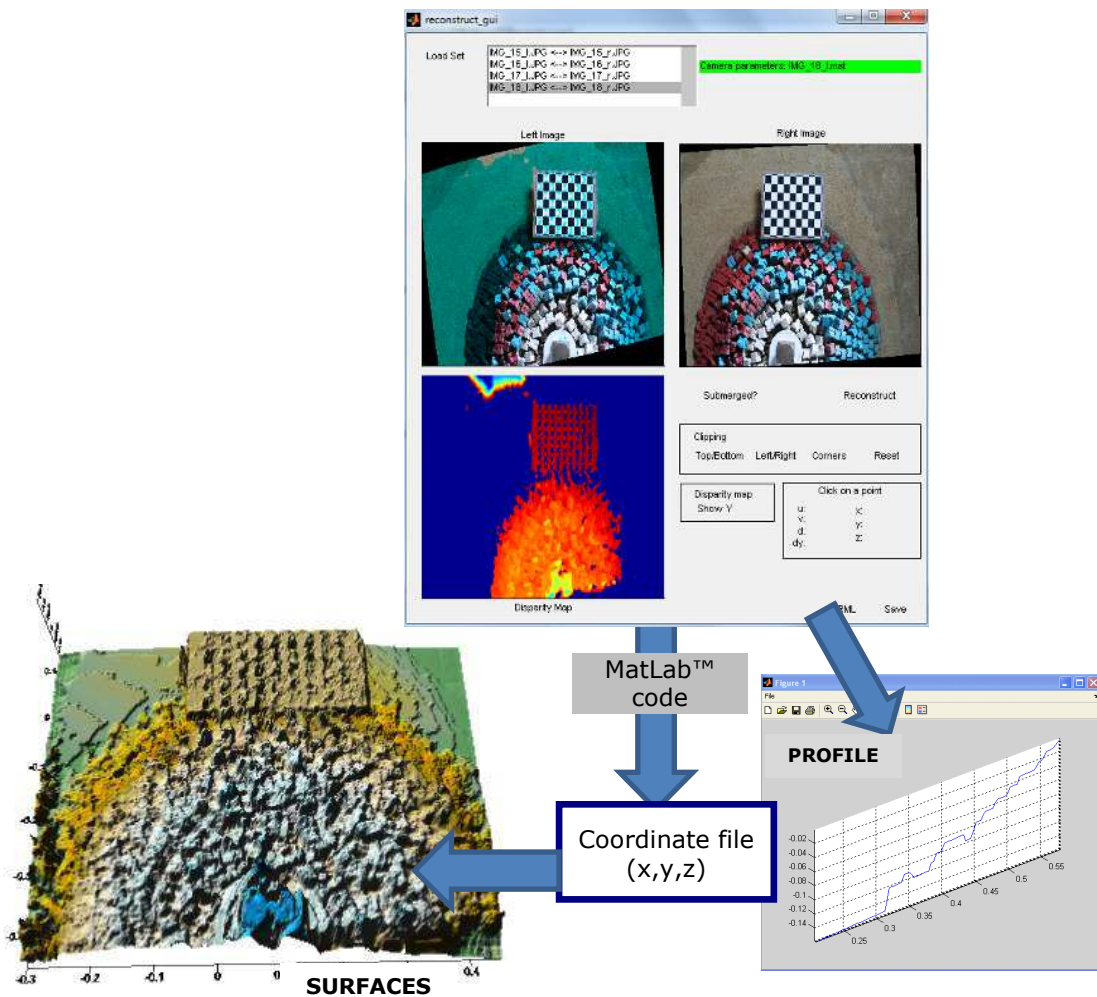 reconstruct_gui
Load Set
IMG_15_l.JPG <--> IMG_15_r.JPG
IMG_16_l.JPG <--> IMG_16_r.JPG
IMG_17_l.JPG <--> IMG_17_r.JPG
IMG_18_l.JPG <--> IMG_18_r.JPG
Camera parameters: IMG_18_l.mat
Left Image
Right Image
Submerged?
Reconstruct
Clipping
Top/Bottom Left/Right Corners Reset
Disparity map
Show Y
Click on a point
u: x:
v: y:
d: z:
dy:
Disparity Map
Save
MatLab™
code
Figure 1
File
PROFILE
-0.02
-0.04
-0.06
-0.08
-0.1
-0.12
-0.14
0.25
0.3
0.35
0.4
0.45
0.5
0.55
Coordinate file
(x,y,z)
-0.3
-0.2
-0.1
0
0
0.4
SURFACES